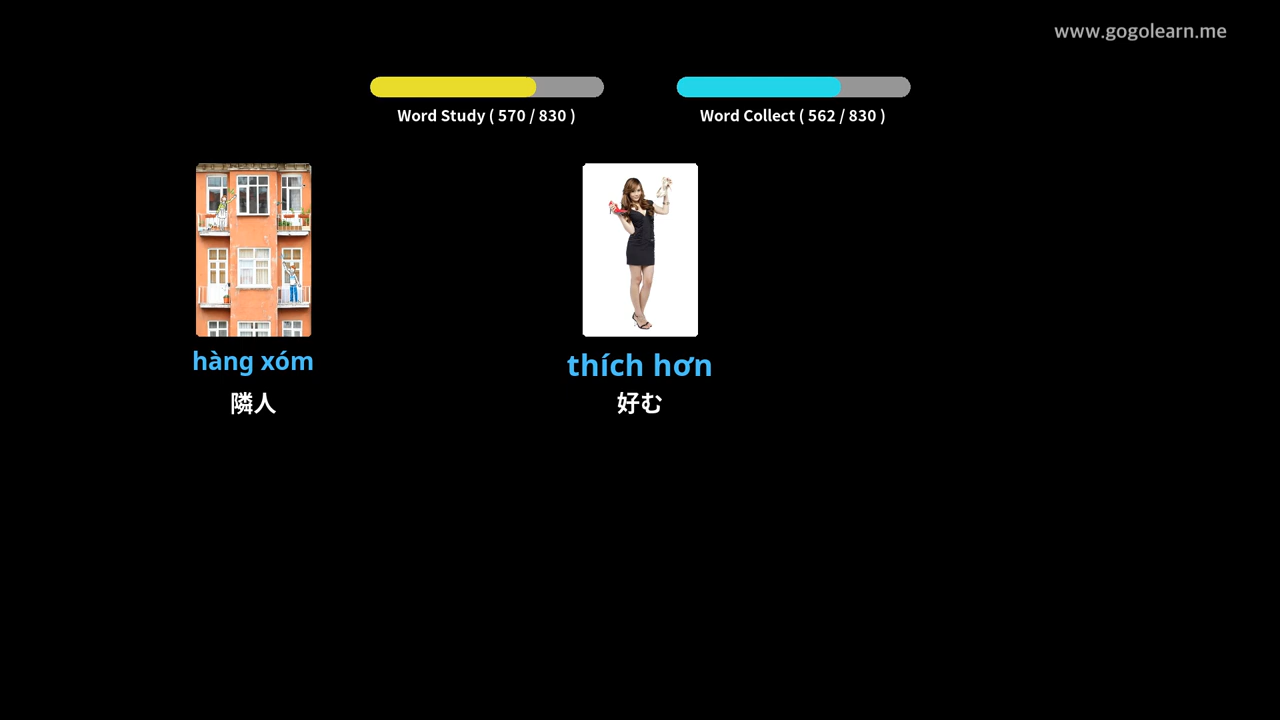 www.gogolearn.me
Word Study ( 570 / 830 )
Word Collect ( 562 / 830 )
hàng xóm
thích hơn
隣人
好む